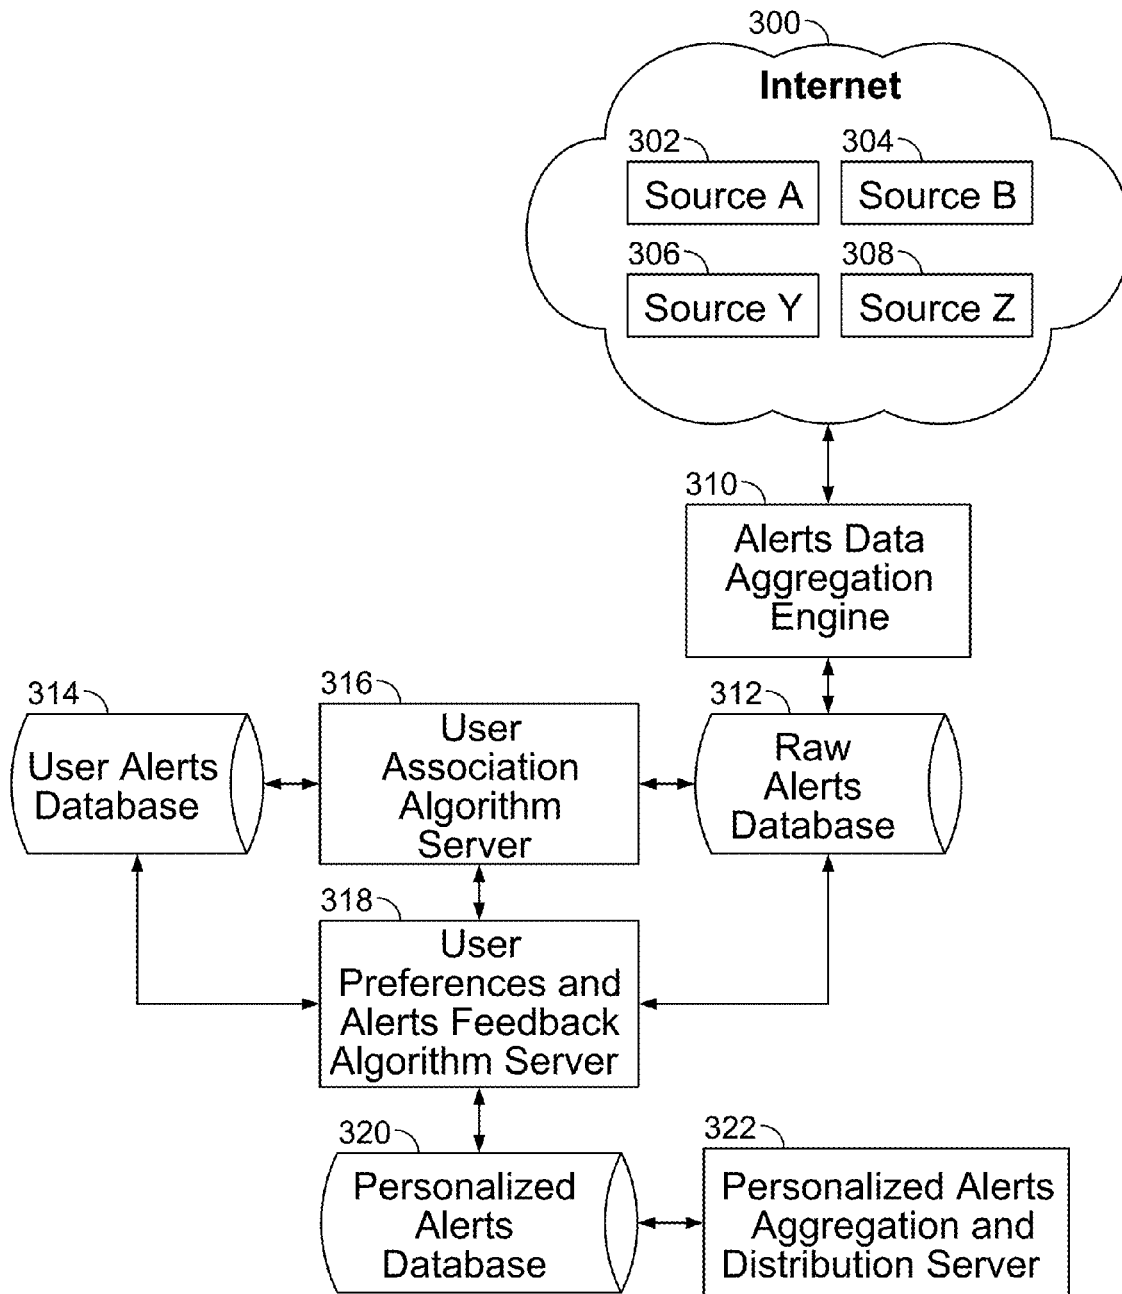 300
Internet
302
Source A
304
Source B
306
Source Y
308
Source Z
310
Alerts Data
Aggregation
Engine
314
User Alerts
Database
316
User
Association
Algorithm
Server
312
Raw
Alerts
Database
318
User
Preferences and
Alerts Feedback
Algorithm Server
320
Personalized
Alerts
Database
322
Personalized Alerts
Aggregation and
Distribution Server